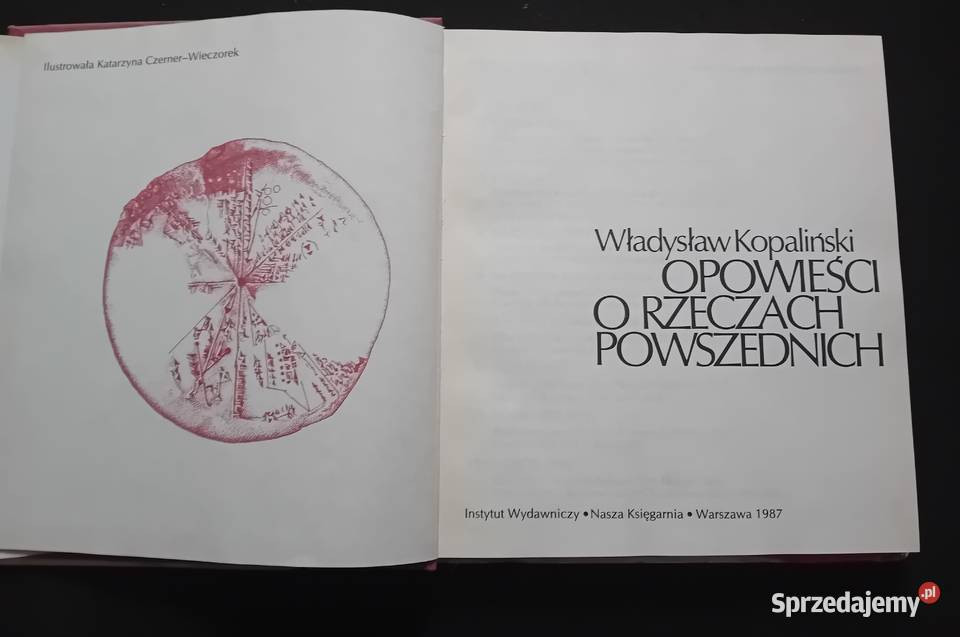 Ilustrowała Katarzyna Czerner–Wieczorek
Władysław Kopaliński
OPOWIEŚCI
O RZECZACH
POWSZEDNICH
Instytut Wydawniczy • Nasza Księgarnia • Warszawa 1987
Sprzedajemy.pl